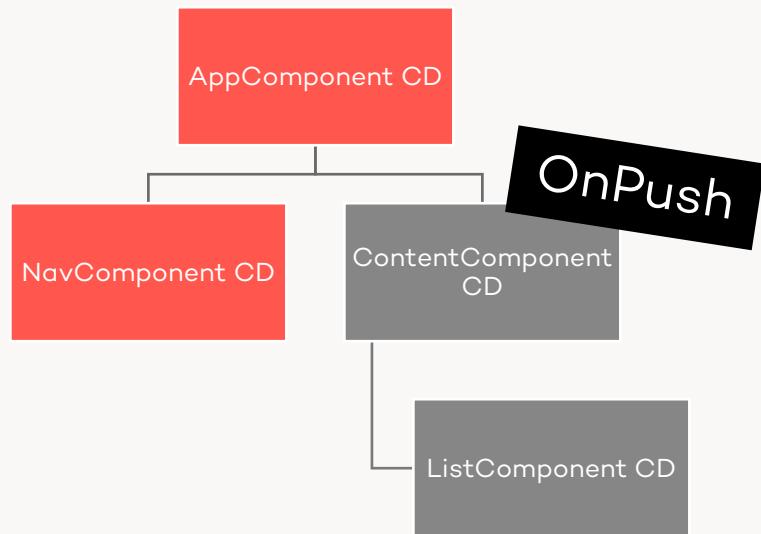 AppComponent CD
OnPush
NavComponent CD
ContentComponent
CD
ListComponent CD